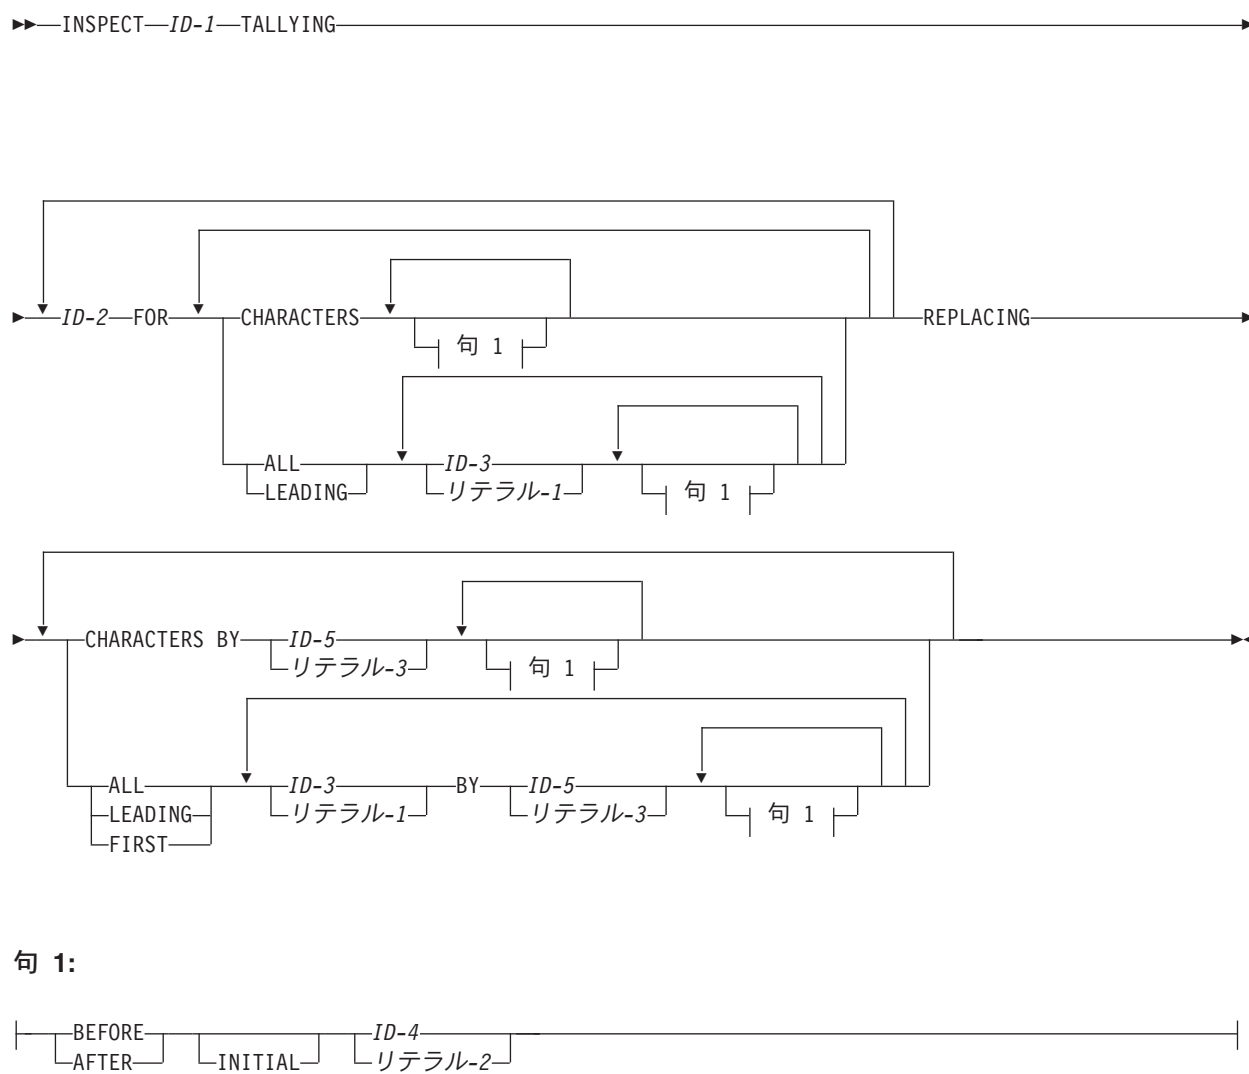 INSPECT ID-1 TALLYING
ID-2 FOR CHARACTERS REPLACING
句 1
ALL ID-3
LEADING リテラル-1 句 1
CHARACTERS BY ID-5
リテラル-3 句 1
ALL ID-3 BY ID-5
LEADING リテラル-1 リテラル-3 句 1
FIRST
句 1:
BEFORE ID-4
AFTER INITIAL リテラル-2